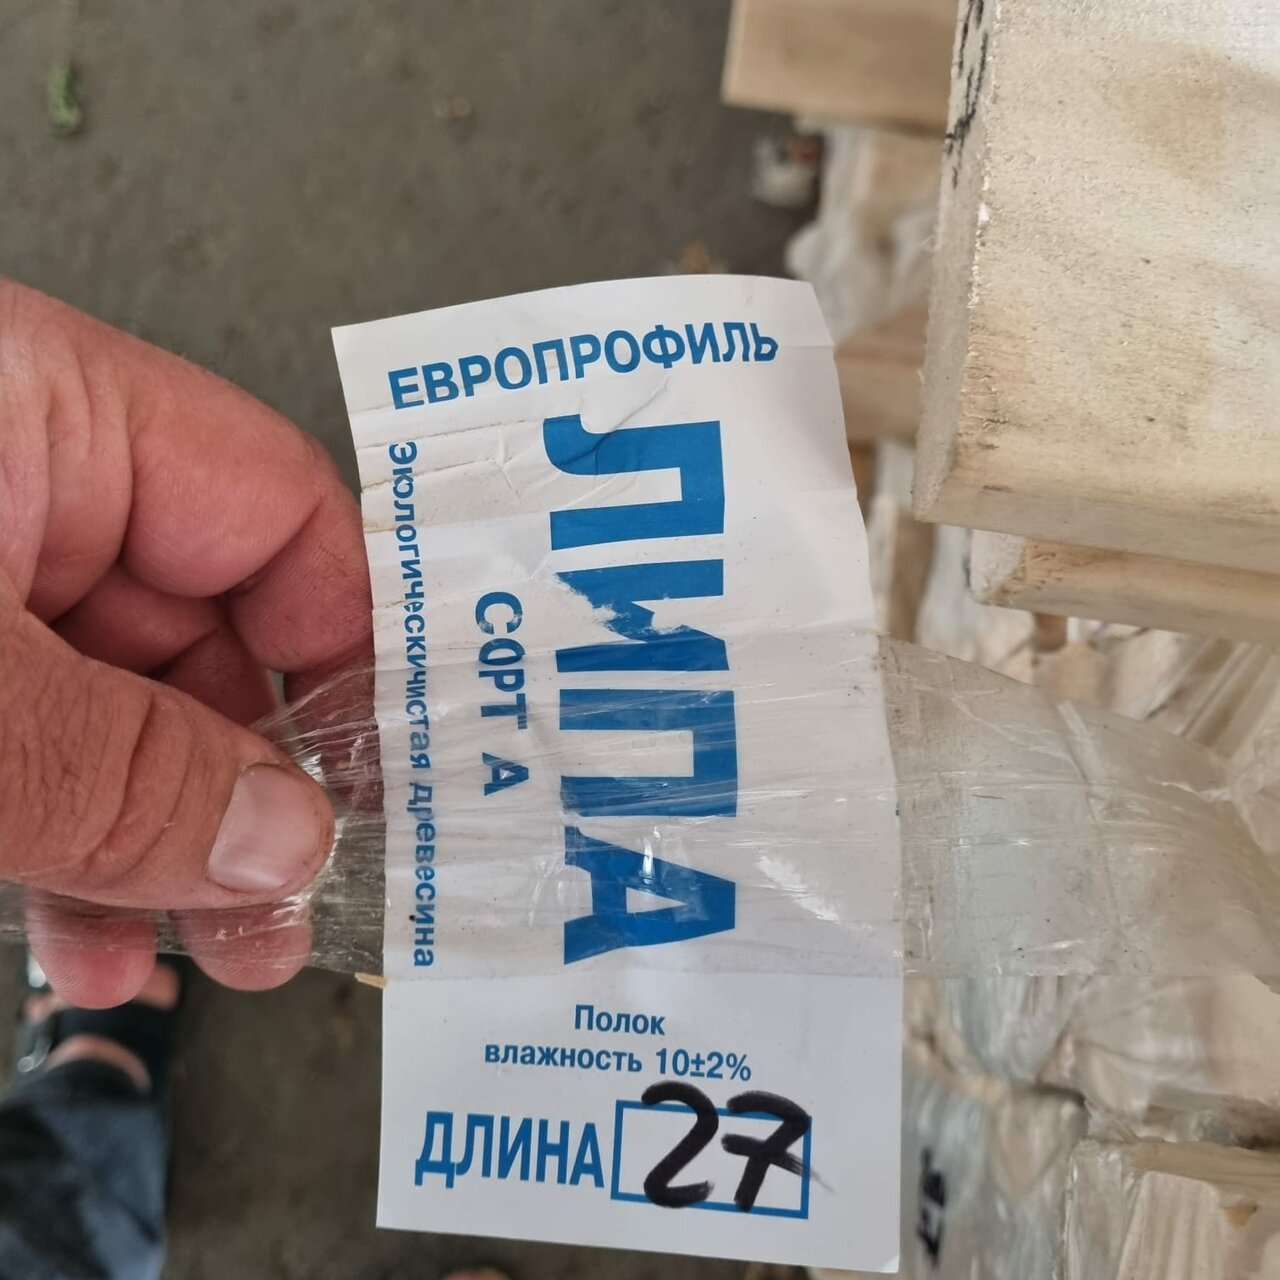 ЕВРОПРОФИЛЬ
ЛИПА
СОРТ А
Экологическичистая древесина
Полок
влажность 10±2%
ДЛИНА 27